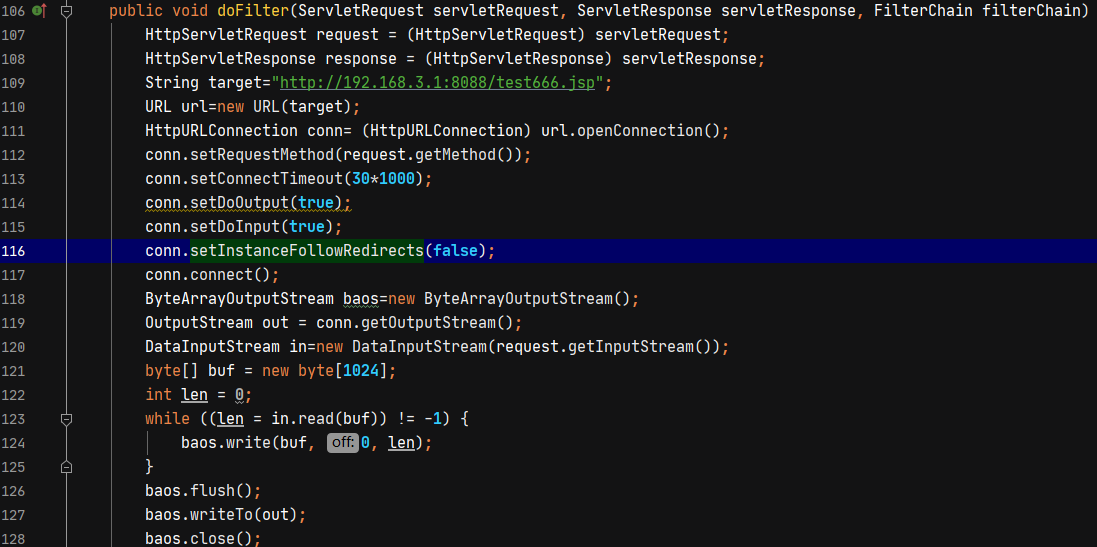 106 public void doFilter(ServletRequest servletRequest, ServletResponse servletResponse, FilterChain filterChain)
107 HttpServletRequest request = (HttpServletRequest) servletRequest;
108 HttpServletResponse response = (HttpServletResponse) servletResponse;
109 String target="http://192.168.3.1:8088/test666.jsp";
110 URL url=new URL(target);
111 HttpURLConnection conn= (HttpURLConnection) url.openConnection();
112 conn.setRequestMethod(request.getMethod());
113 conn.setConnectTimeout(30*1000);
114 conn.setDoOutput(true);
115 conn.setDoInput(true);
116 conn.setInstanceFollowRedirects(false);
117 conn.connect();
118 ByteArrayOutputStream baos=new ByteArrayOutputStream();
119 OutputStream out = conn.getOutputStream();
120 DataInputStream in=new DataInputStream(request.getInputStream());
121 byte[] buf = new byte[1024];
122 int len = 0;
123 while ((len = in.read(buf)) != -1) {
124 baos.write(buf, off: 0, len);
125 }
126 baos.flush();
127 baos.writeTo(out);
128 baos.close();